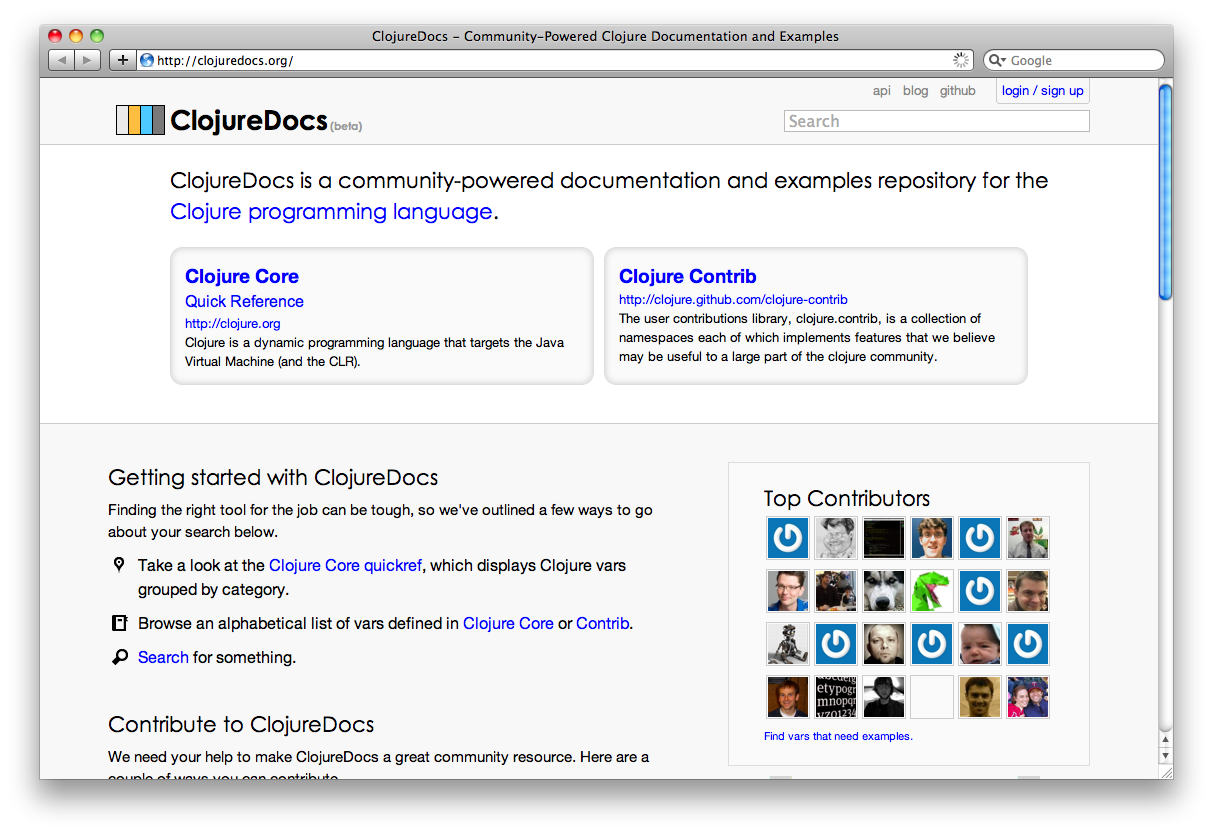 ClojureDocs – Community-Powered Clojure Documentation and Examples
http://clojuredocs.org/
Google
api blog github login / sign up
ClojureDocs (beta)
Search
ClojureDocs is a community-powered documentation and examples repository for the
Clojure programming language.
Clojure Core
Quick Reference
http://clojure.org
Clojure is a dynamic programming language that targets the Java
Virtual Machine (and the CLR).
Clojure Contrib
http://clojure.github.com/clojure-contrib
The user contributions library, clojure.contrib, is a collection of
namespaces each of which implements features that we believe
may be useful to a large part of the clojure community.
Getting started with ClojureDocs
Finding the right tool for the job can be tough, so we've outlined a few ways to go
about your search below.
Take a look at the Clojure Core quickref, which displays Clojure vars
grouped by category.
Browse an alphabetical list of vars defined in Clojure Core or Contrib.
Search for something.
Contribute to ClojureDocs
We need your help to make ClojureDocs a great community resource. Here are a
couple of ways you can contribute.
Top Contributors
Find vars that need examples.